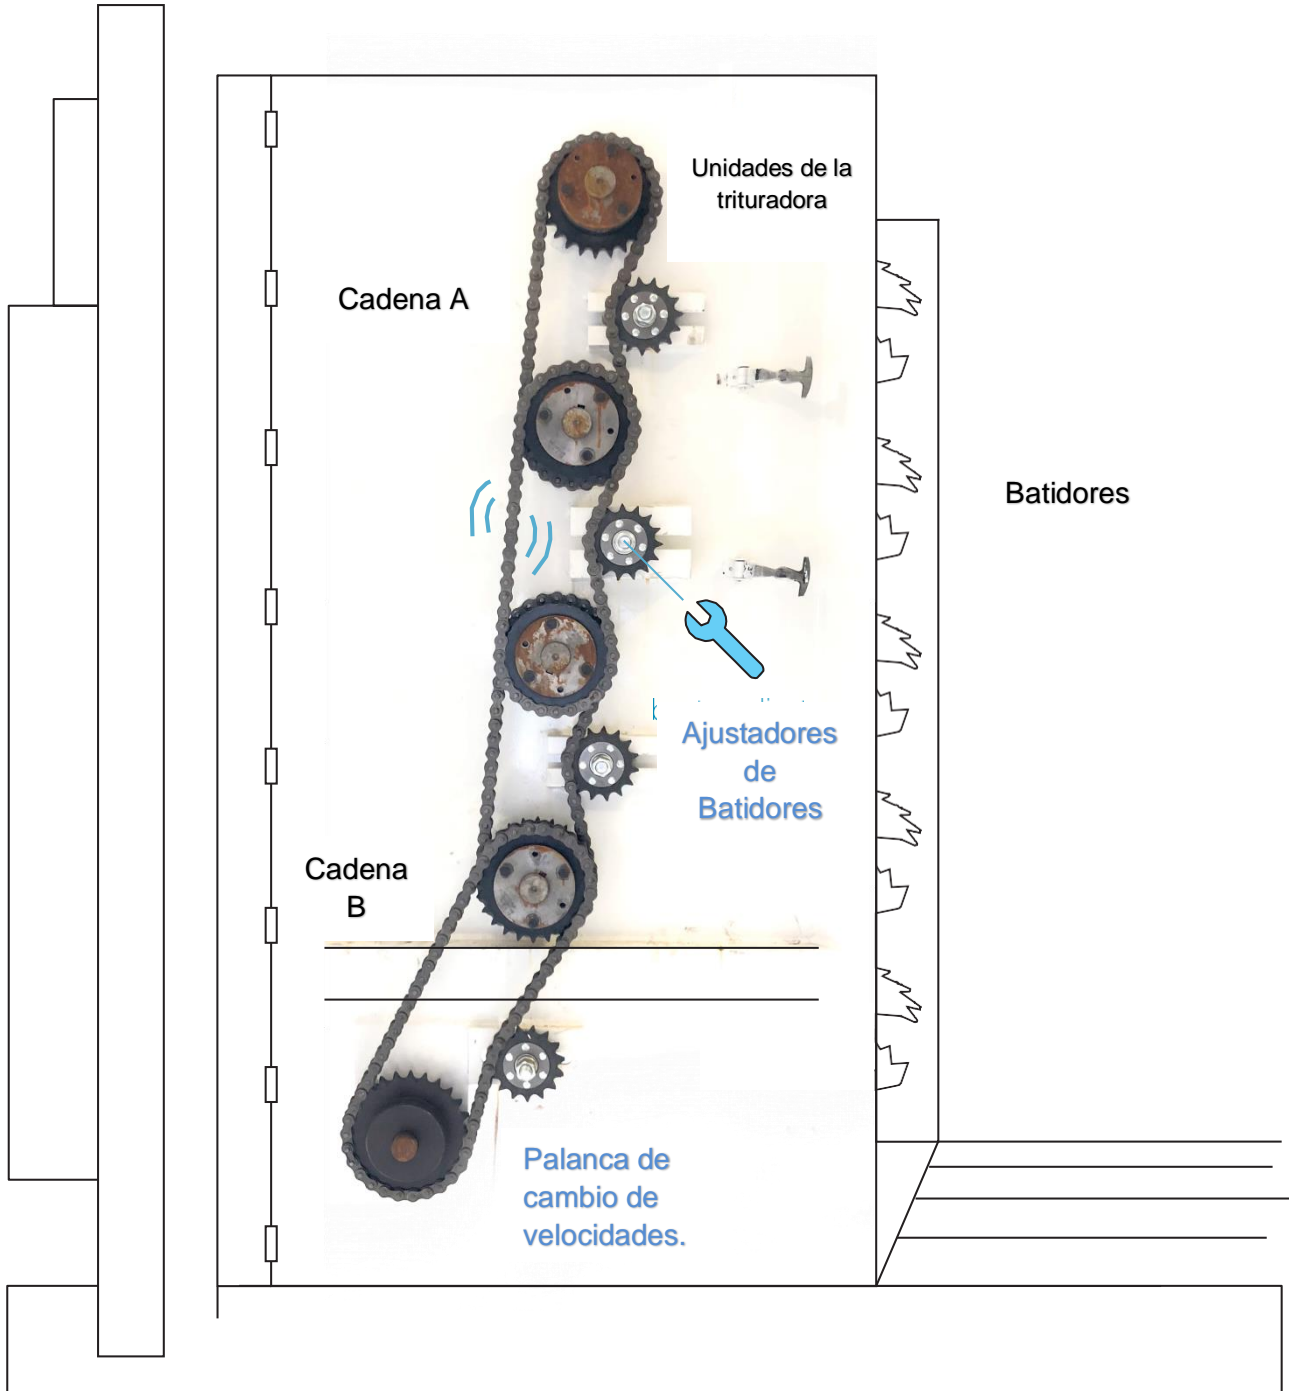 Unidades de la
trituradora
Cadena A
Batidores
Ajustadores
de
Batidores
Cadena
B
Palanca de
cambio de
velocidades.